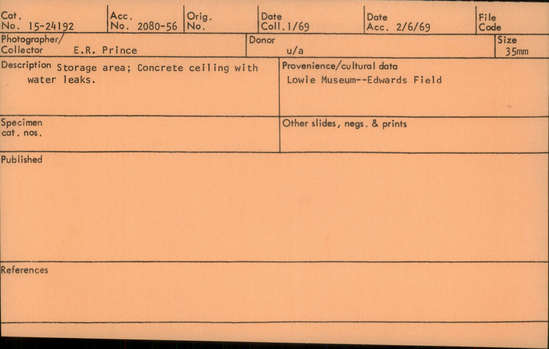 Cat. No. 15-24192 Acc. No. 2080-56 Orig. No. Date Coll. 1/69 Date Acc. 2/6/69 File Code
Photographer/ Collector E.R. Prince Donor u/a Size 35mm
Description Storage area; Concrete ceiling with
water leaks.
Provenience/cultural data
Lowie Museum--Edwards Field
Specimen
cat. nos.
Other slides, negs. & prints
Published
References